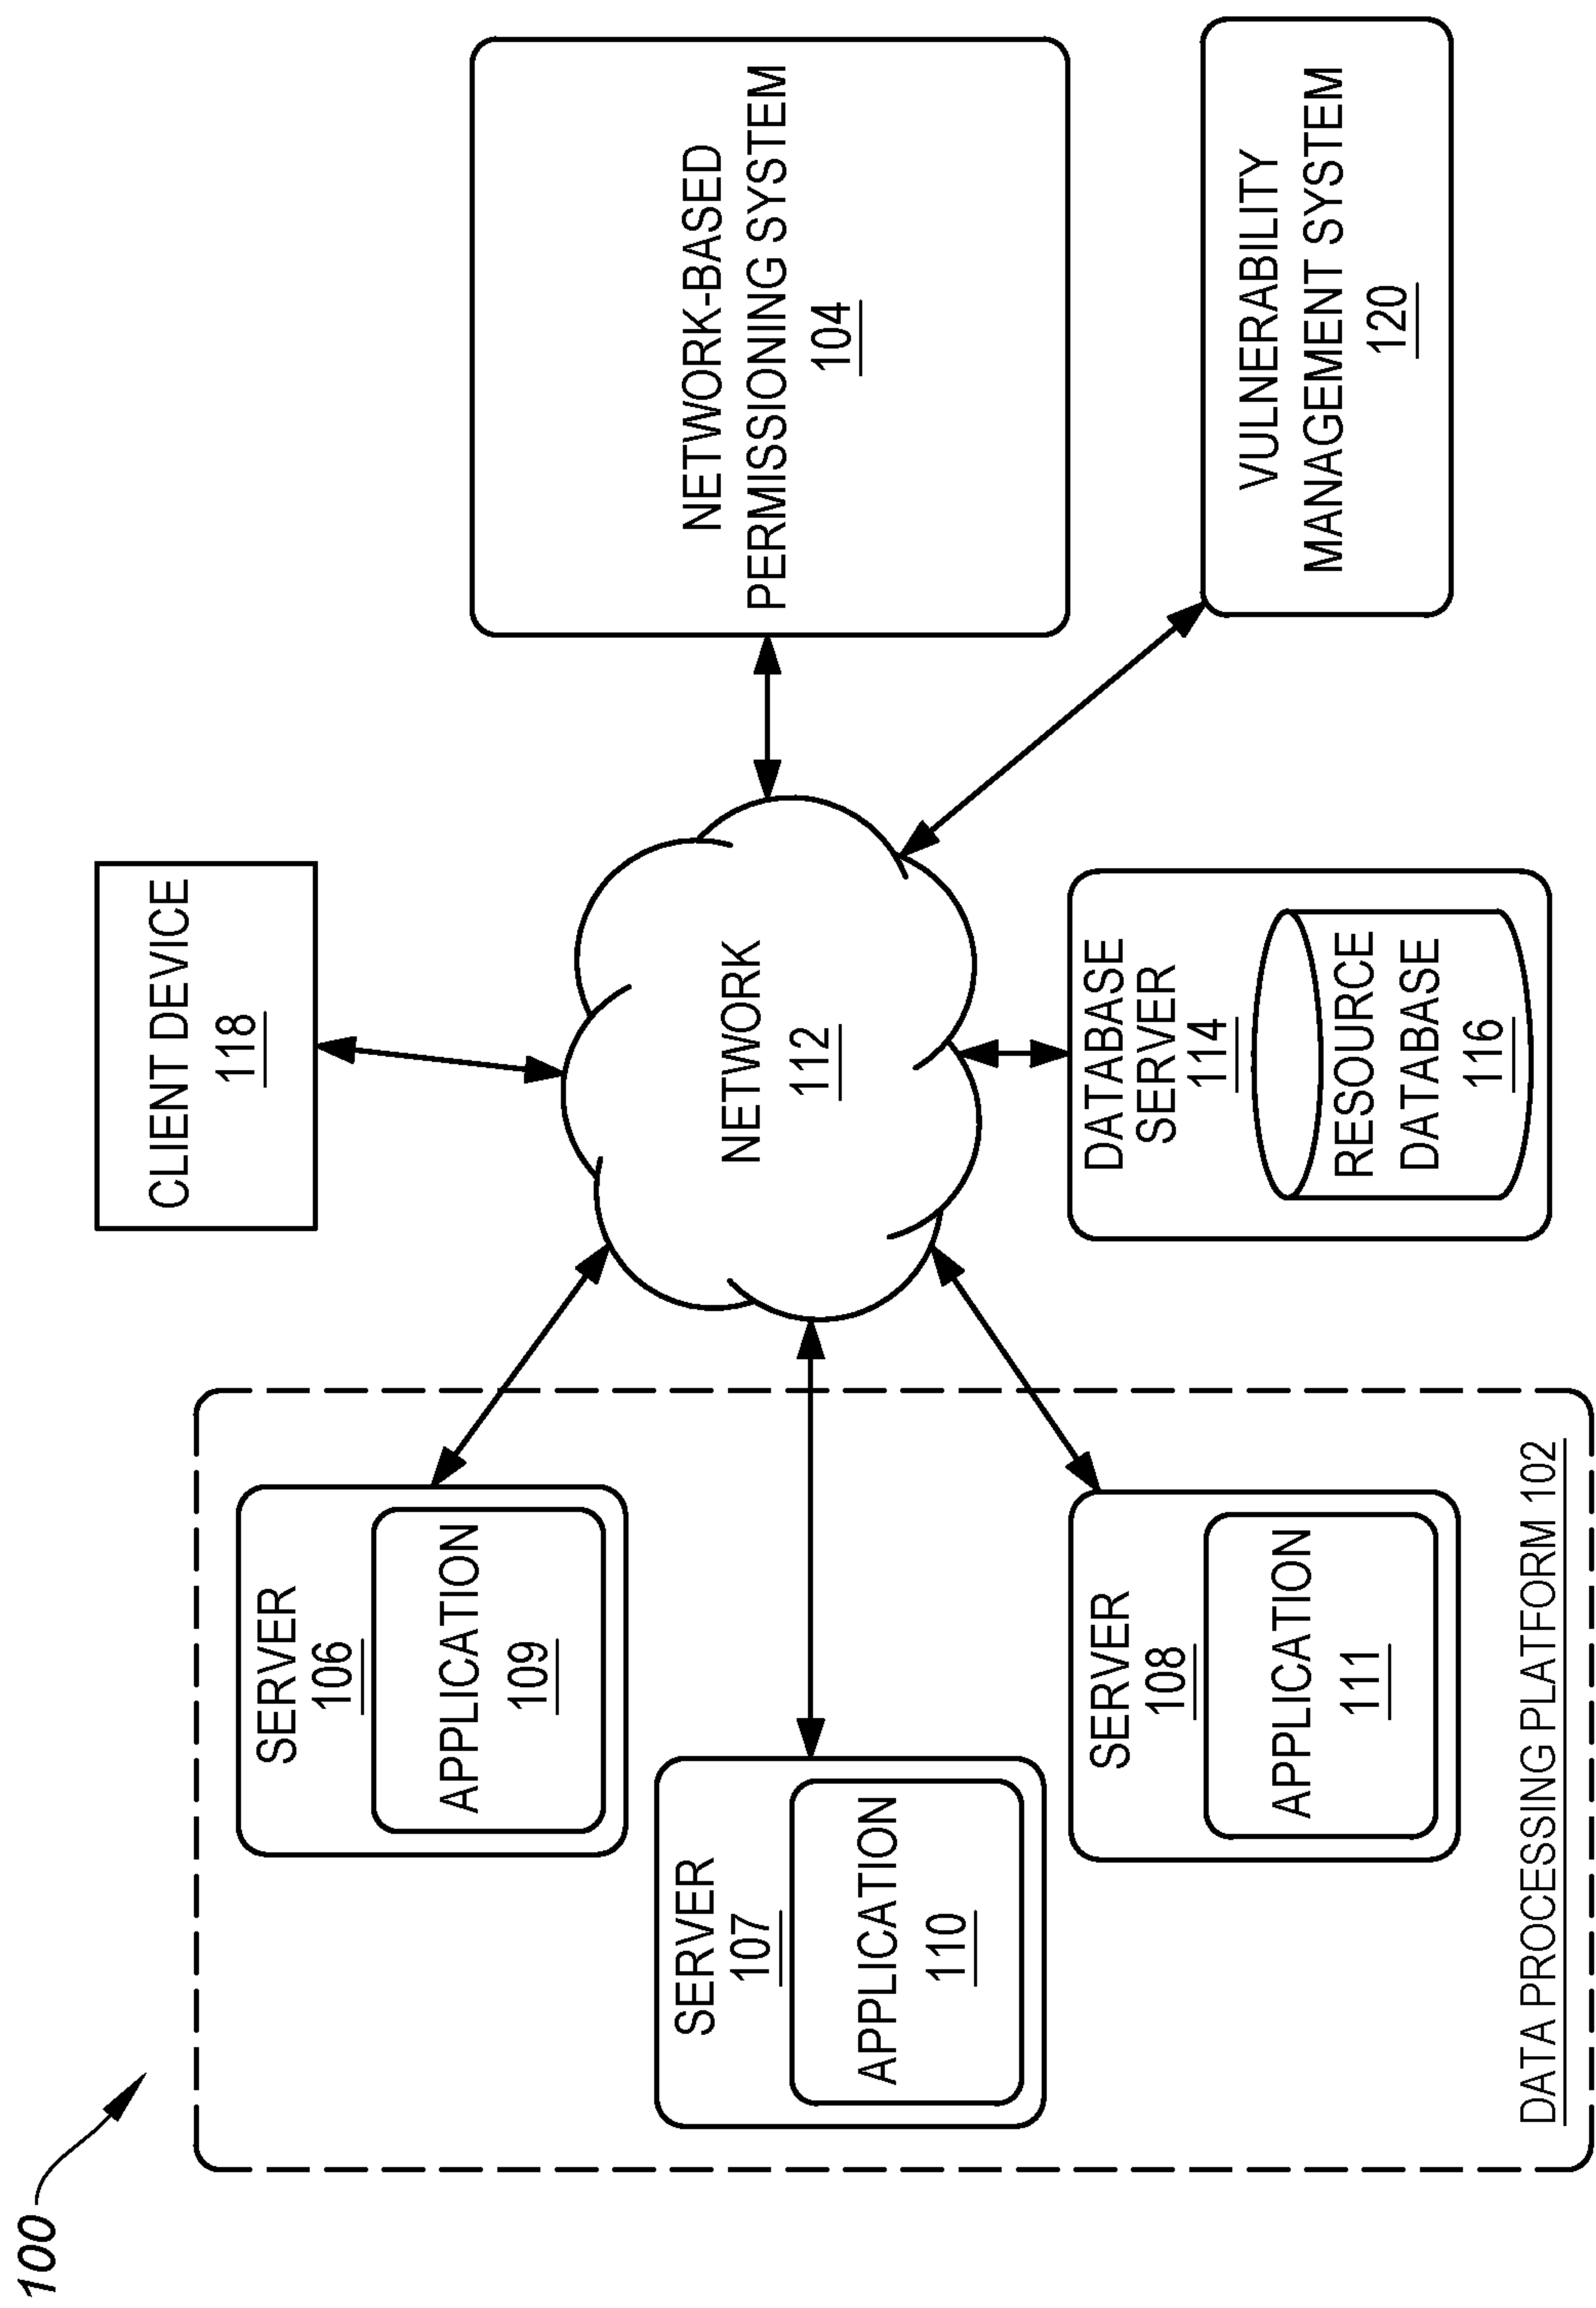 100
CLIENT DEVICE
118
SERVER
106
APPLICATION
109
SERVER
107
APPLICATION
110
SERVER
108
APPLICATION
111
DATA PROCESSING PLATFORM 102
NETWORK
112
NETWORK-BASED
PERMISSIONING SYSTEM
104
DATABASE
SERVER
114
RESOURCE
DATABASE
116
VULNERABILITY
MANAGEMENT SYSTEM
120